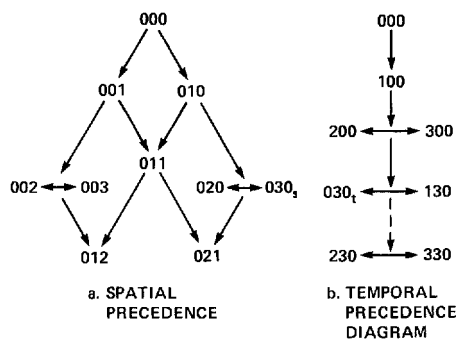 000
001 010
011
002 003 020 030s
012 021
a. SPATIAL
PRECEDENCE
000
100
200 300
030t 130
230 330
b. TEMPORAL
PRECEDENCE
DIAGRAM